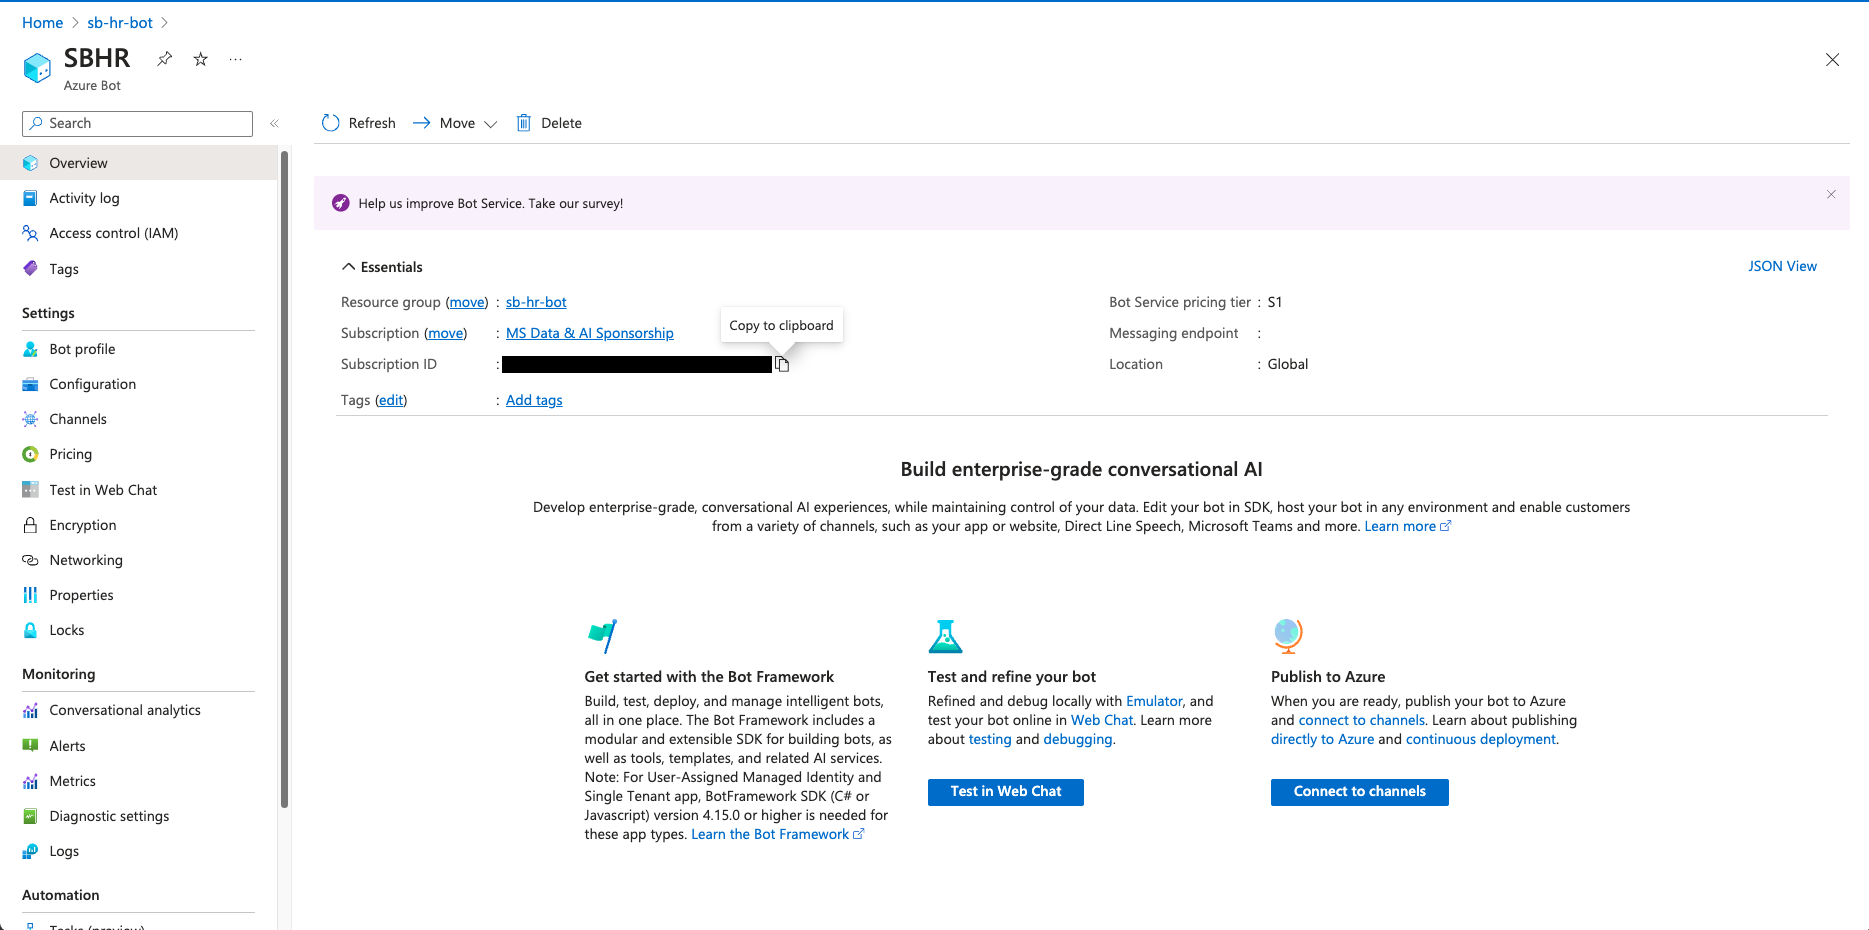 Home > sb-hr-bot >
SBHR
Azure Bot
Search
Overview
Activity log
Access control (IAM)
Tags
Settings
Bot profile
Configuration
Channels
Pricing
Test in Web Chat
Encryption
Networking
Properties
Locks
Monitoring
Conversational analytics
Alerts
Metrics
Diagnostic settings
Logs
Automation
Tasks (preview)
Refresh
Move
Delete
Help us improve Bot Service. Take our survey!
Essentials
JSON View
Resource group (move) : sb-hr-bot
Subscription (move) : MS Data & AI Sponsorship
Copy to clipboard
Subscription ID :
Tags (edit) : Add tags
Bot Service pricing tier : S1
Messaging endpoint :
Location : Global
Build enterprise-grade conversational AI
Develop enterprise-grade, conversational AI experiences, while maintaining control of your data. Edit your bot in SDK, host your bot in any environment and enable customers
from a variety of channels, such as your app or website, Direct Line Speech, Microsoft Teams and more. Learn more
Get started with the Bot Framework
Build, test, deploy, and manage intelligent bots,
all in one place. The Bot Framework includes a
modular and extensible SDK for building bots, as
well as tools, templates, and related AI services.
Note: For User-Assigned Managed Identity and
Single Tenant app, BotFramework SDK (C# or
Javascript) version 4.15.0 or higher is needed for
these app types. Learn the Bot Framework
Test and refine your bot
Refined and debug locally with Emulator, and
test your bot online in Web Chat. Learn more
about testing and debugging.
Test in Web Chat
Publish to Azure
When you are ready, publish your bot to Azure
and connect to channels. Learn about publishing
directly to Azure and continuous deployment.
Connect to channels